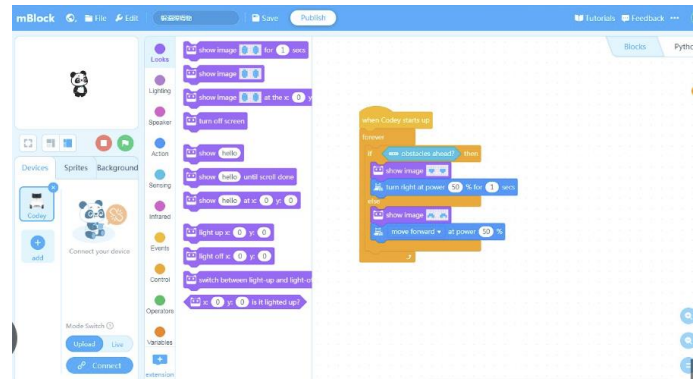 mBlock File Edit Save Publish Tutorials Feedback ...
Blocks Pytho
Looks
Lighting
Speaker
Action
Sensing
Infrared
Events
Control
Operators
Variables
extension
show image for 1 secs
show image
show image at the x: 0 y
turn off screen
show hello
show hello until scroll done
show hello at x: 0 y: 0
light up x: 0 y: 0
light off x: 0 y: 0
switch between light-up and light-o
x: 0 y: 0 is it lighted up?
Devices Sprites Background
Codey
add
Connect your device
Mode Switch
Upload Live
Connect
when Codey starts up
forever
if obstacles ahead? then
show image
turn right at power 50 % for 1 secs
else
show image
move forward at power 50 %